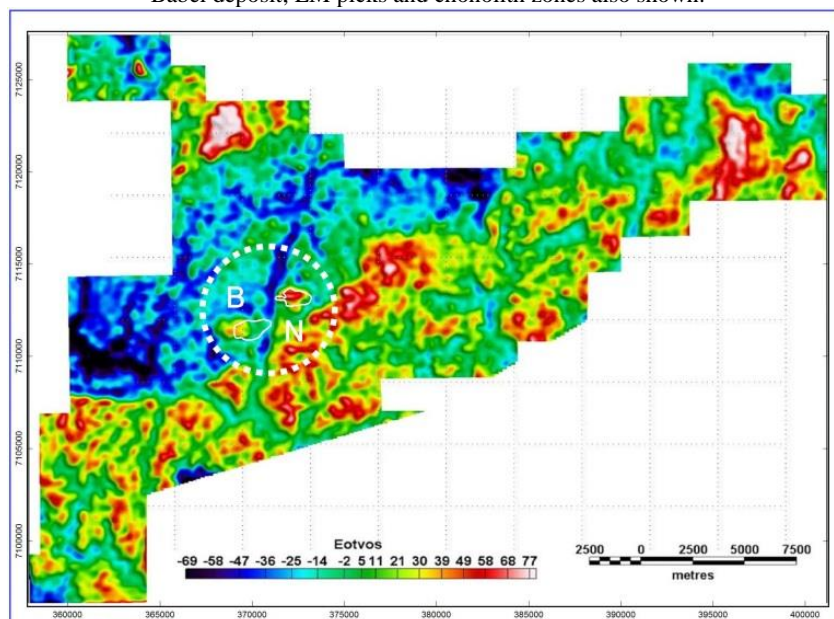 Babel deposit; EM picks and chonolith zones also shown.
7125000
7120000
7115000
7110000
7105000
7100000
B
N
Eotvos
-69 -58 -47 -36 -25 -14 -2 5 11 21 30 39 49 58 68 77
2500 0 2500 5000 7500
metres
360000 365000 370000 375000 380000 385000 390000 395000 400000